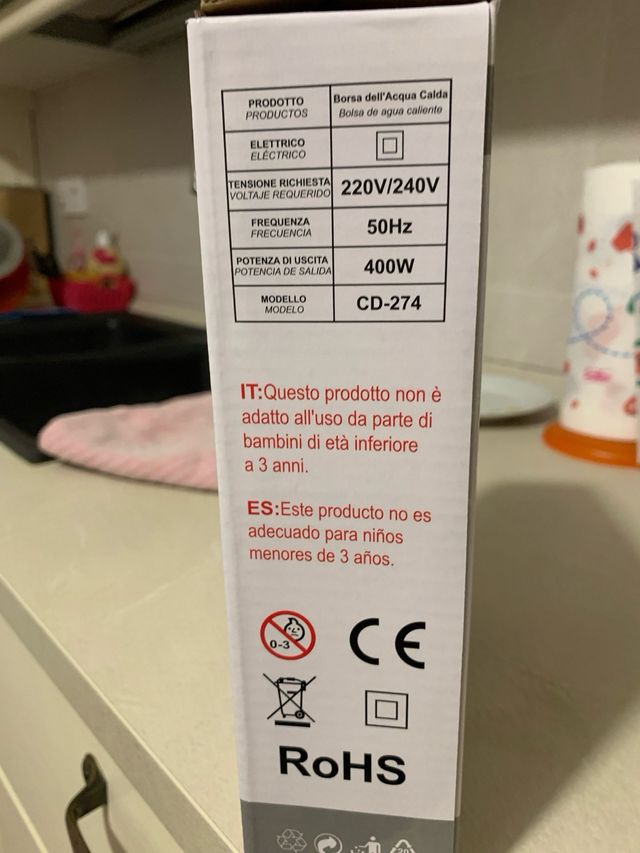 PRODOTTO
PRODUCTOS
Borsa dell'Acqua Calda
Bolsa de agua caliente
ELETTRICO
ELÉCTRICO
TENSIONE RICHIESTA
VOLTAJE REQUERIDO
220V/240V
FREQUENZA
FRECUENCIA
50Hz
POTENZA DI USCITA
POTENCIA DE SALIDA
400W
MODELLO
MODELO
CD-274
IT:Questo prodotto non è
adatto all'uso da parte di
bambini di età inferiore
a 3 anni.
ES:Este producto no es
adecuado para niños
menores de 3 años.
0-3
CE
RoHS
20